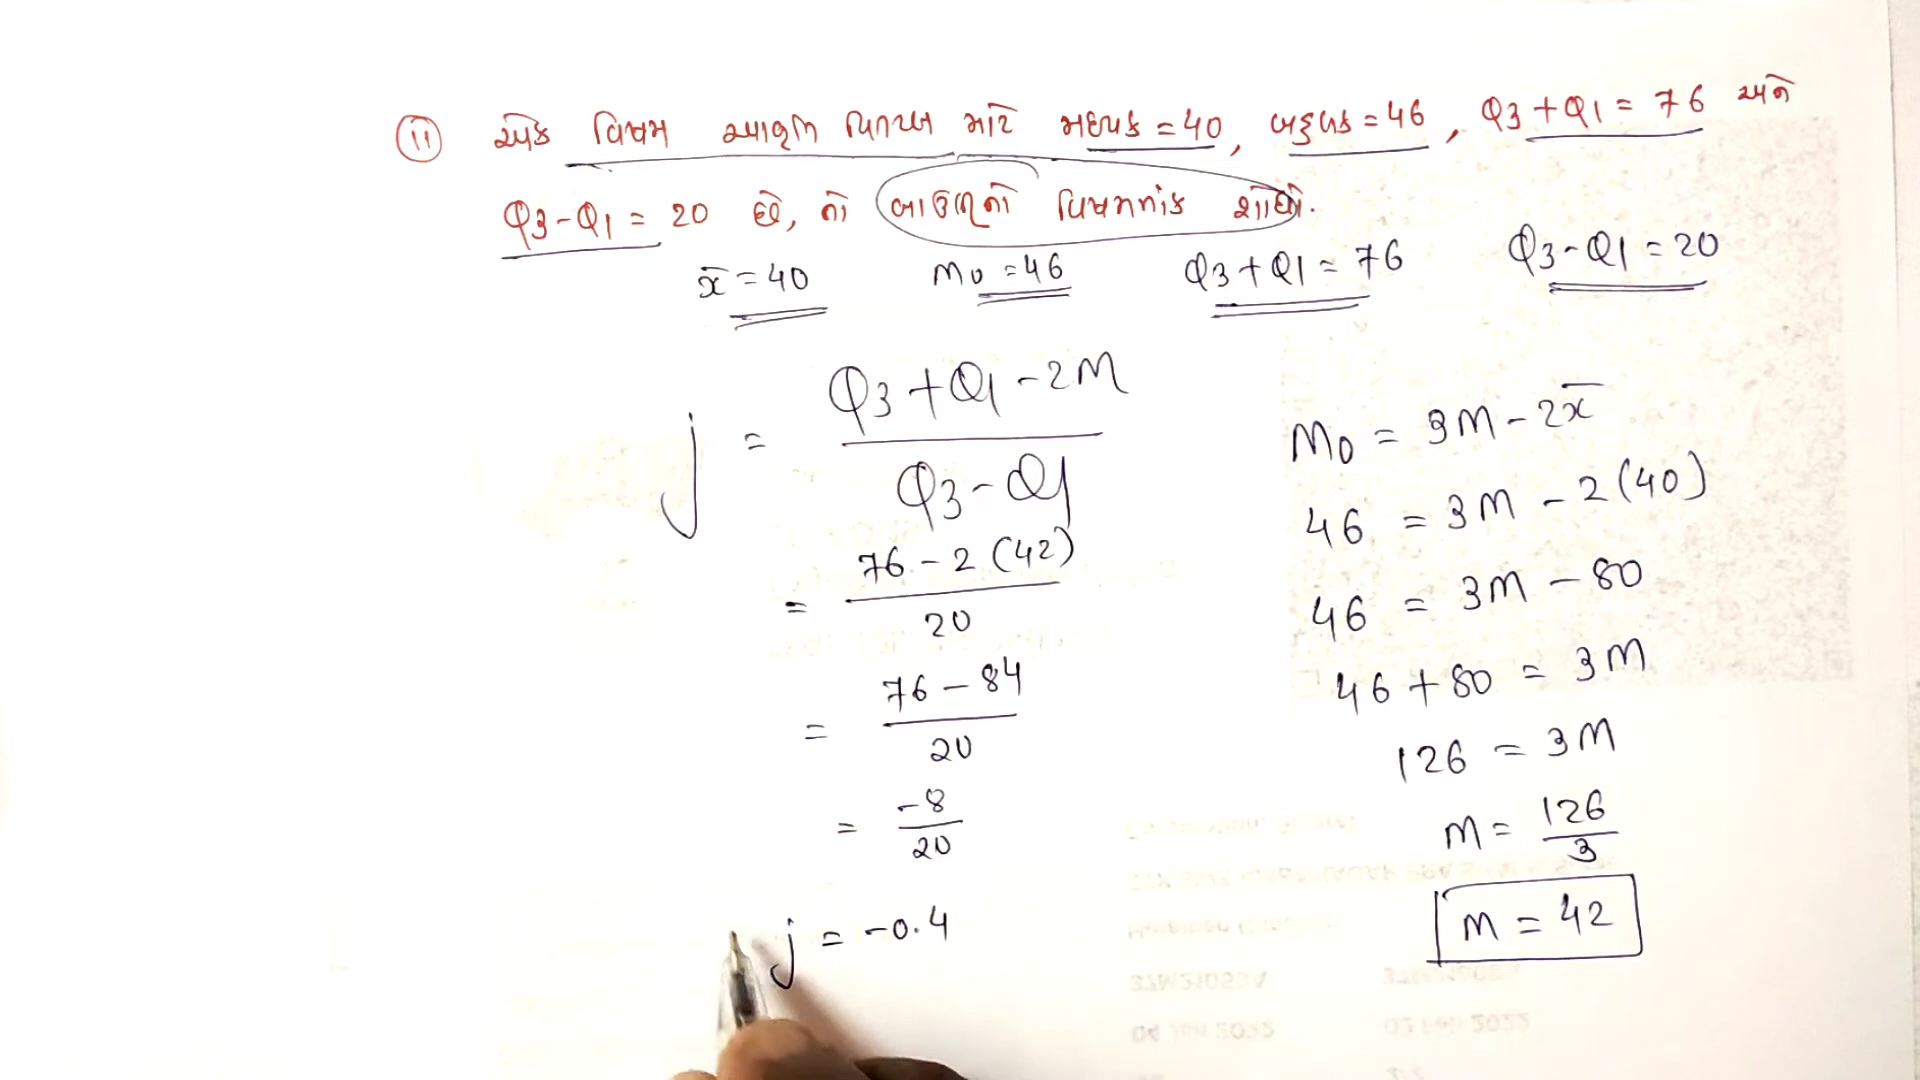 (11) એક વિષમ આવૃત્તિ વિતરણ માટે મધ્યક = 40, બહુલક = 46, Q3 + Q1 = 76 અને
Q3 - Q1 = 20 છે, તો બાઉલીનો વિષમતાંક શોધો.
x̄ = 40 M0 = 46 Q3 + Q1 = 76 Q3 - Q1 = 20
j = (Q3 + Q1 - 2M) / (Q3 - Q1)
= (76 - 2(42)) / 20
= (76 - 84) / 20
= -8 / 20
j = -0.4
M0 = 3M - 2x̄
46 = 3M - 2(40)
46 = 3M - 80
46 + 80 = 3M
126 = 3M
M = 126 / 3
M = 42